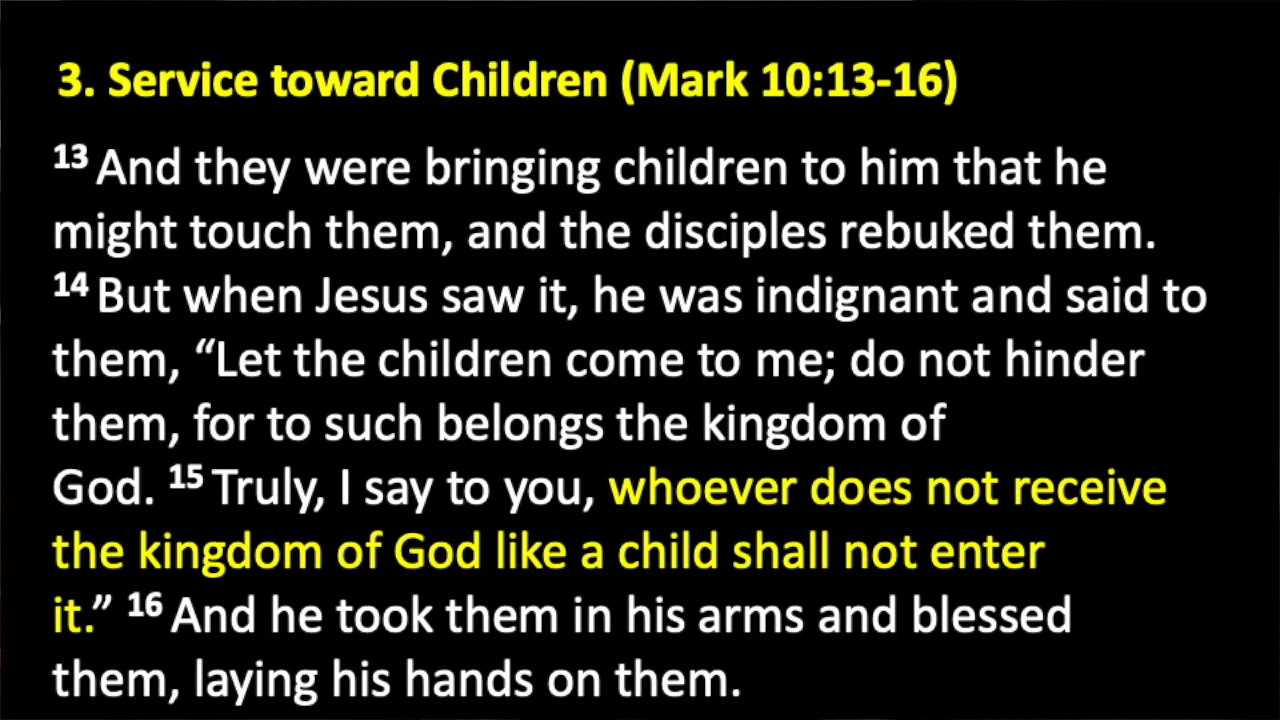 3. Service toward Children (Mark 10:13-16)
13 And they were bringing children to him that he
might touch them, and the disciples rebuked them.
14 But when Jesus saw it, he was indignant and said to
them, “Let the children come to me; do not hinder
them, for to such belongs the kingdom of
God. 15 Truly, I say to you, whoever does not receive
the kingdom of God like a child shall not enter
it.” 16 And he took them in his arms and blessed
them, laying his hands on them.